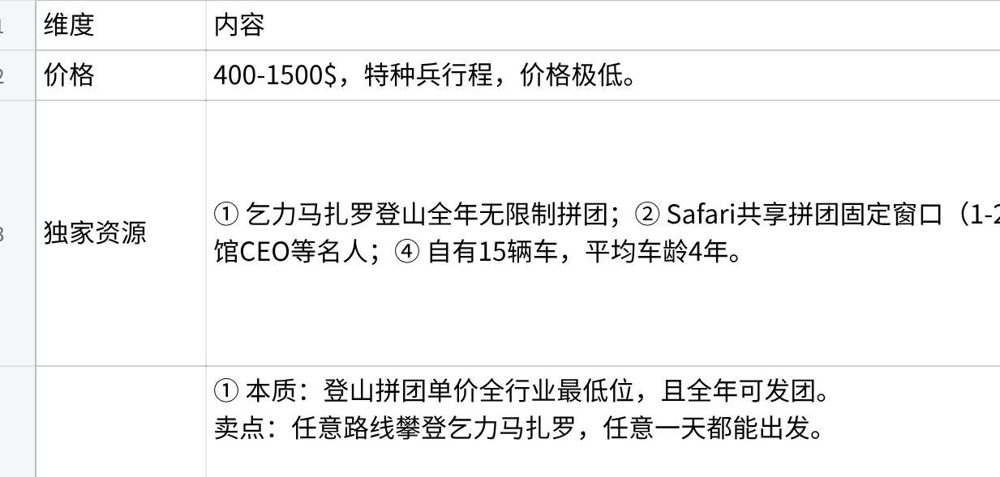 维度
内容
价格
400-1500$，特种兵行程，价格极低。
独家资源
① 乞力马扎罗登山全年无限制拼团；② Safari共享拼团固定窗口（1-2
馆CEO等名人；④ 自有15辆车，平均车龄4年。
① 本质：登山拼团单价全行业最低位，且全年可发团。
卖点：任意路线攀登乞力马扎罗，任意一天都能出发。